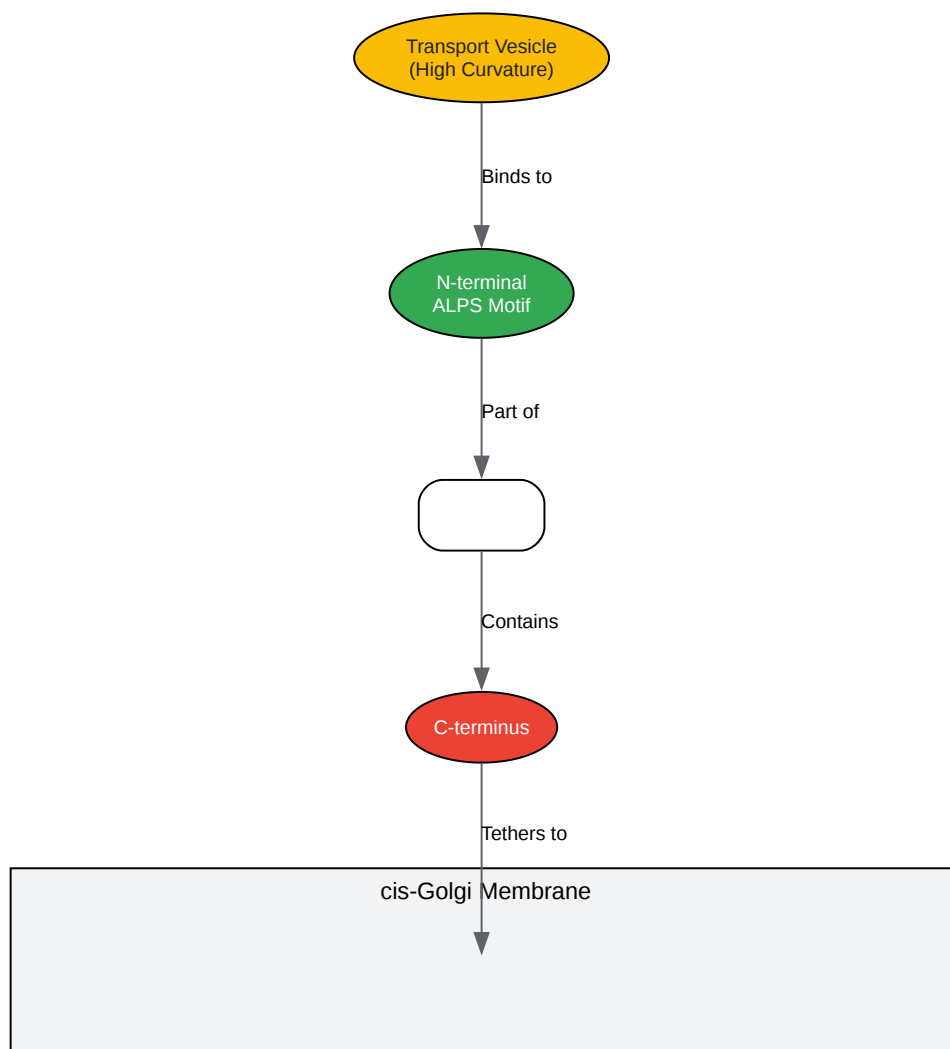 Transport Vesicle
(High Curvature)
Binds to
N-terminal
ALPS Motif
Part of
Contains
C-terminus
Tethers to
cis-Golgi Membrane